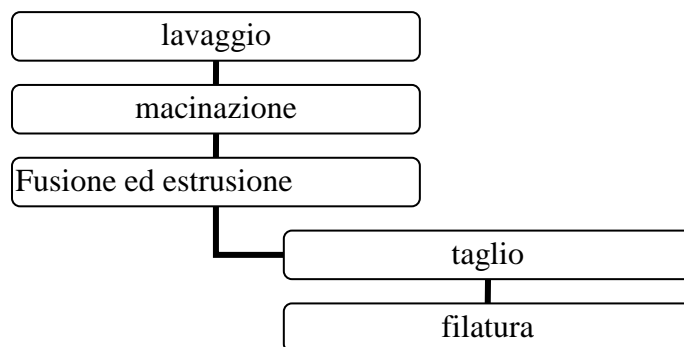 lavaggio
macinazione
Fusione ed estrusione
taglio
filatura